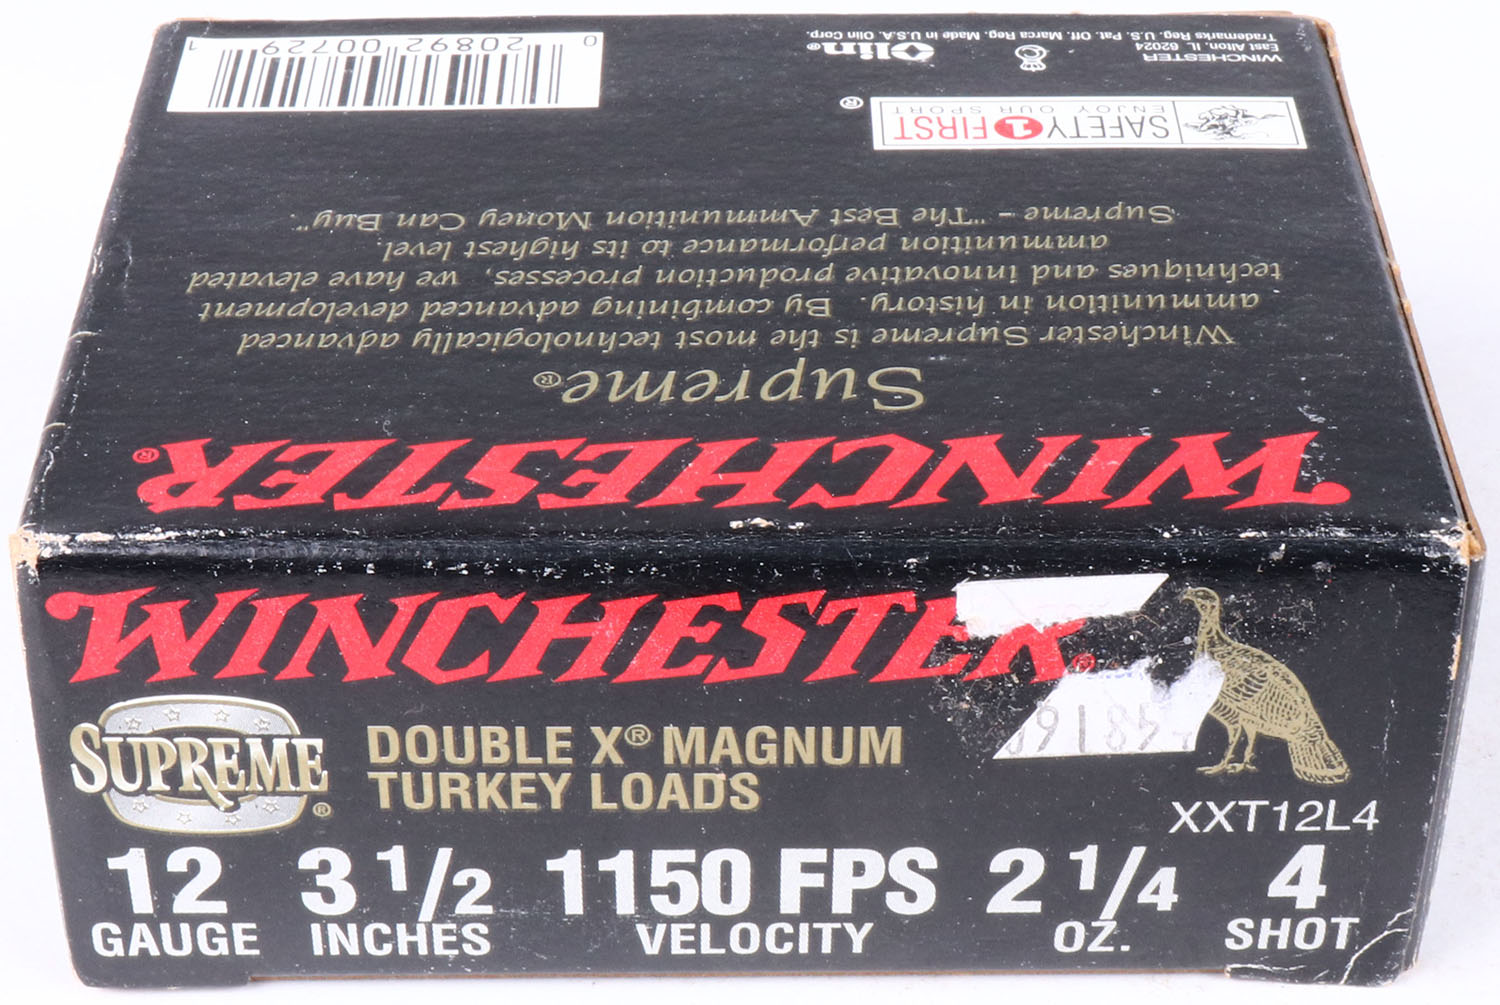 WINCHESTER®
SUPREME®
DOUBLE X® MAGNUM
TURKEY LOADS
XXT12L4
12 GAUGE
3 1/2 INCHES
1150 FPS VELOCITY
2 1/4 OZ.
4 SHOT
WINCHESTER®
Supreme®
Winchester Supreme is the most technologically advanced
ammunition in history. By combining advanced development
techniques and innovative production processes, we have elevated
ammunition performance to its highest level.
Supreme - "The Best Ammunition Money Can Buy".
SAFETY 1 FIRST ®
ENJOY OUR SPORT
WINCHESTER
East Alton, IL 62024
Trademarks Reg. U.S. Pat. Off. Marca Reg. Made in U.S.A. Olin Corp.
Olin®
0 20892 00729 1